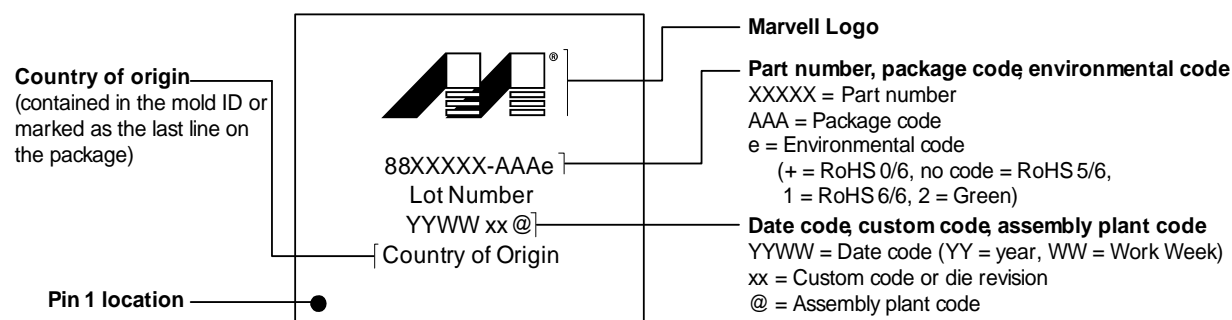 Marvell Logo
Country of origin
(contained in the mold ID or
marked as the last line on
the package)
®
Part number, package code, environmental code
XXXXX = Part number
AAA = Package code
e = Environmental code
(+ = RoHS 0/6, no code = RoHS 5/6,
1 = RoHS 6/6, 2 = Green)
88XXXXX-AAAe
Lot Number
YYWW xx @
Country of Origin
Date code, custom code, assembly plant code
YYWW = Date code (YY = year, WW = Work Week)
xx = Custom code or die revision
@ = Assembly plant code
Pin 1 location